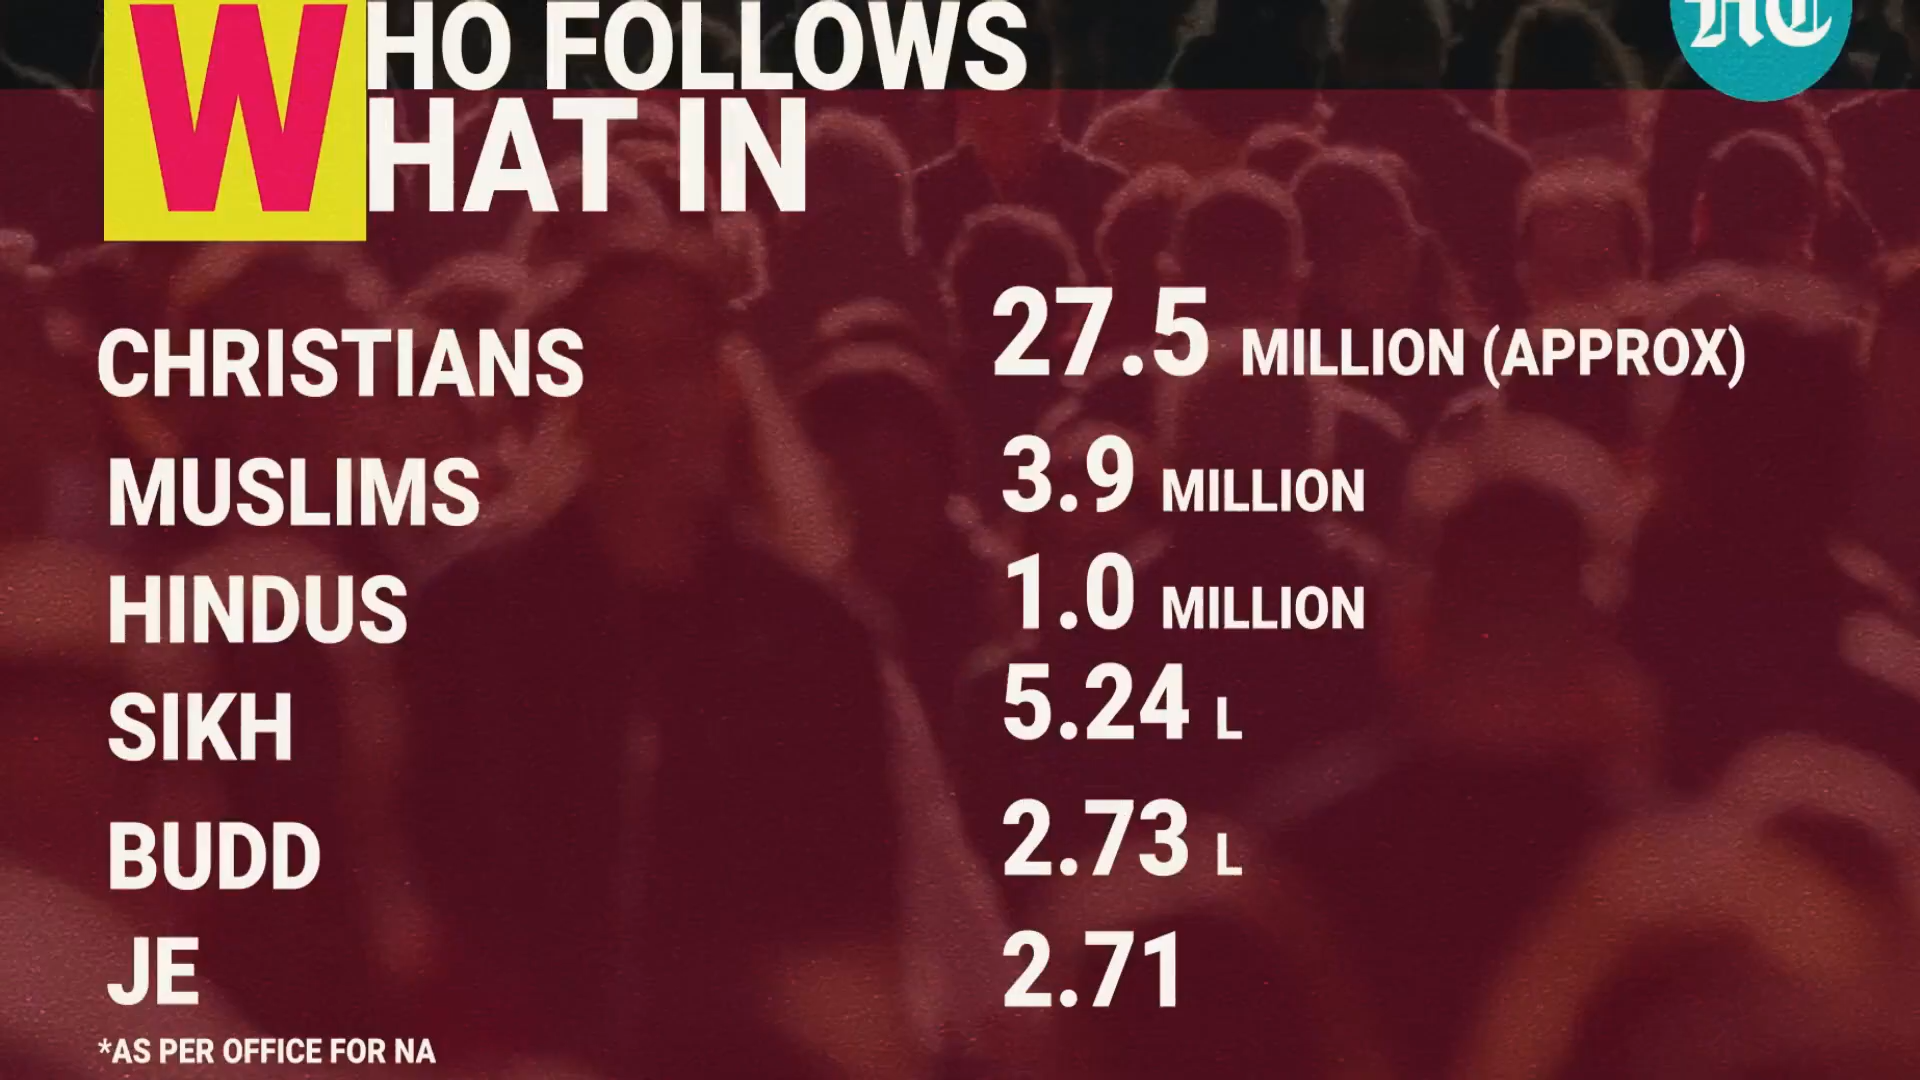 WHO FOLLOWS
WHAT IN
CHRISTIANS 27.5 MILLION (APPROX)
MUSLIMS 3.9 MILLION
HINDUS 1.0 MILLION
SIKH 5.24 L
BUDD 2.73 L
JE 2.71
*AS PER OFFICE FOR NA